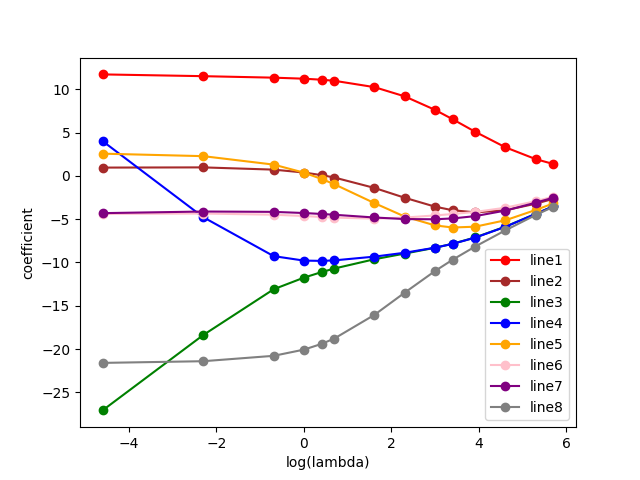 10
5
0
−5
−10
−15
−20
−25
coefficient
−4
−2
0
2
4
6
log(lambda)
line1
line2
line3
line4
line5
line6
line7
line8